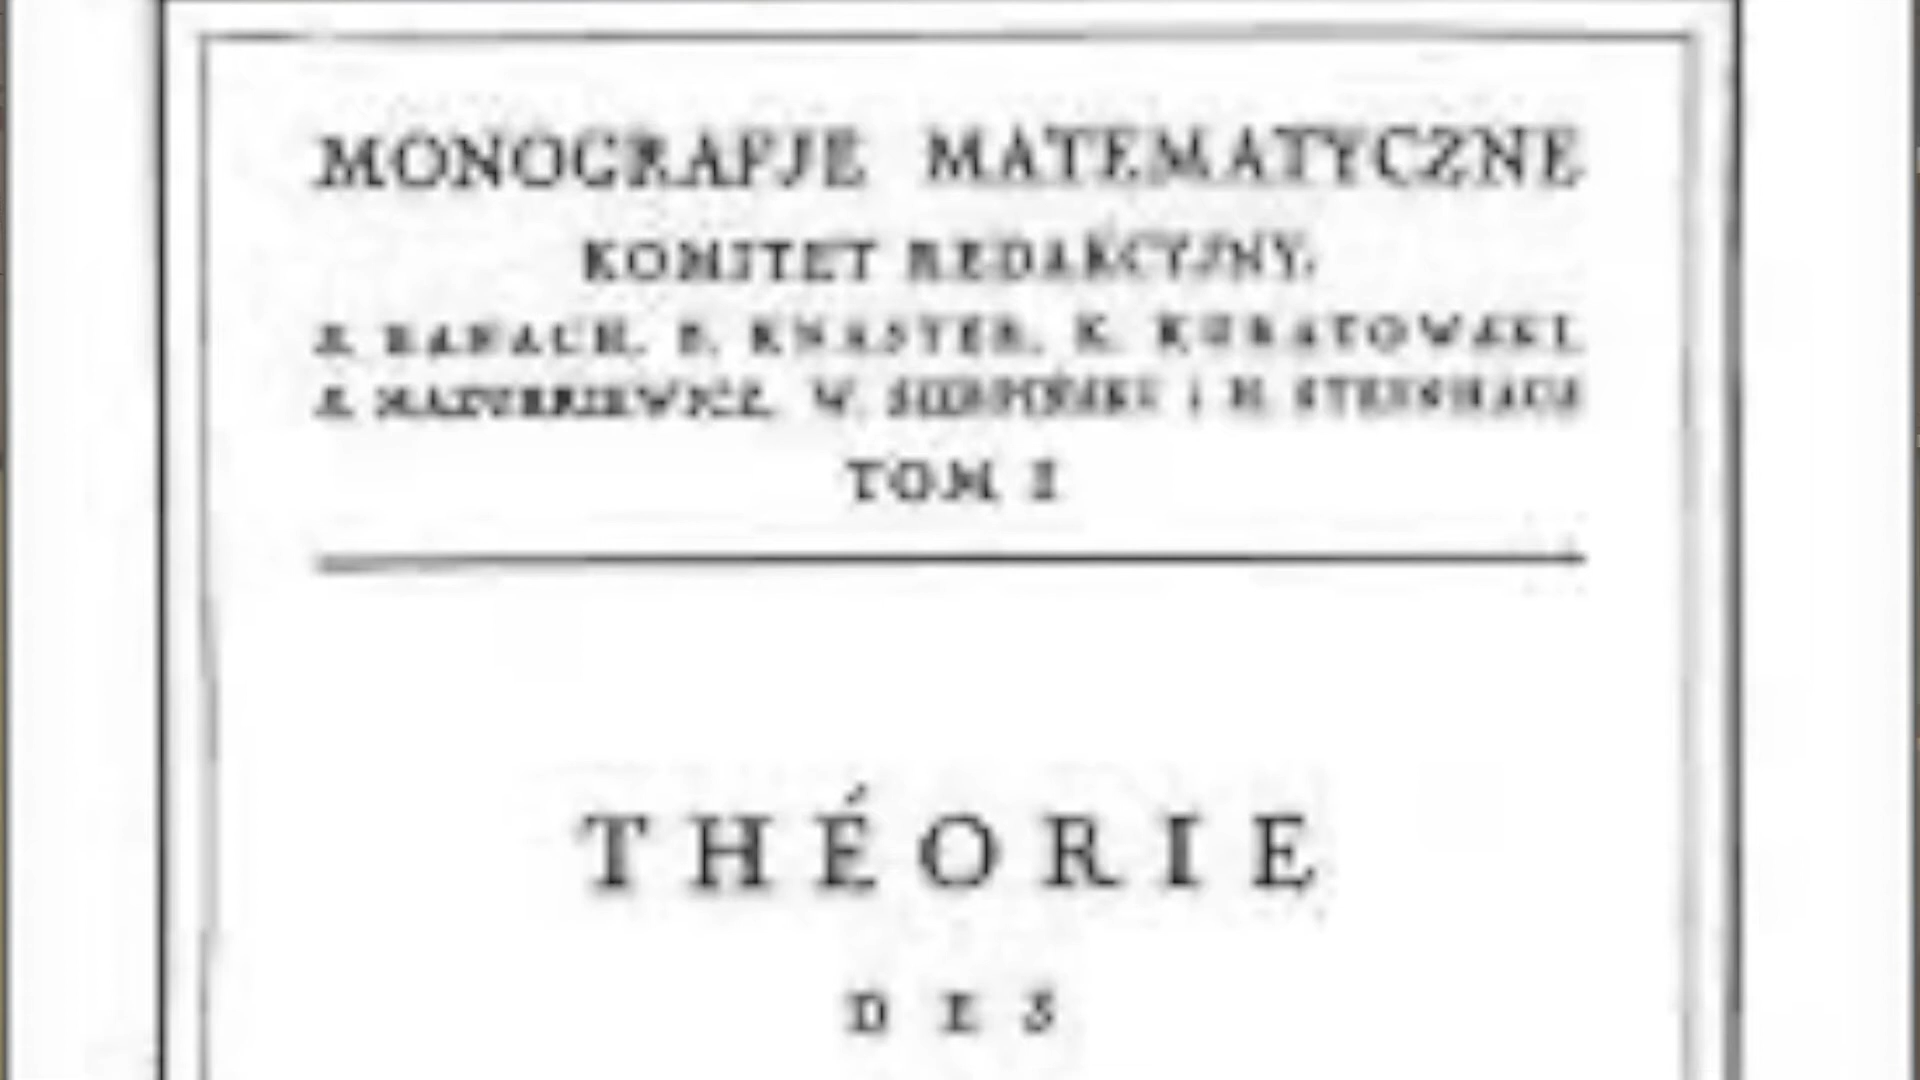 MONOGRAFJE MATEMATYCZNE
KOMITET REDAKCYJNY:
S. BANACH, B. KNASTER, K. KURATOWSKI,
S. MAZURKIEWICZ, W. SIERPIŃSKI i H. STEINHAUS
TOM I
THÉORIE
DES